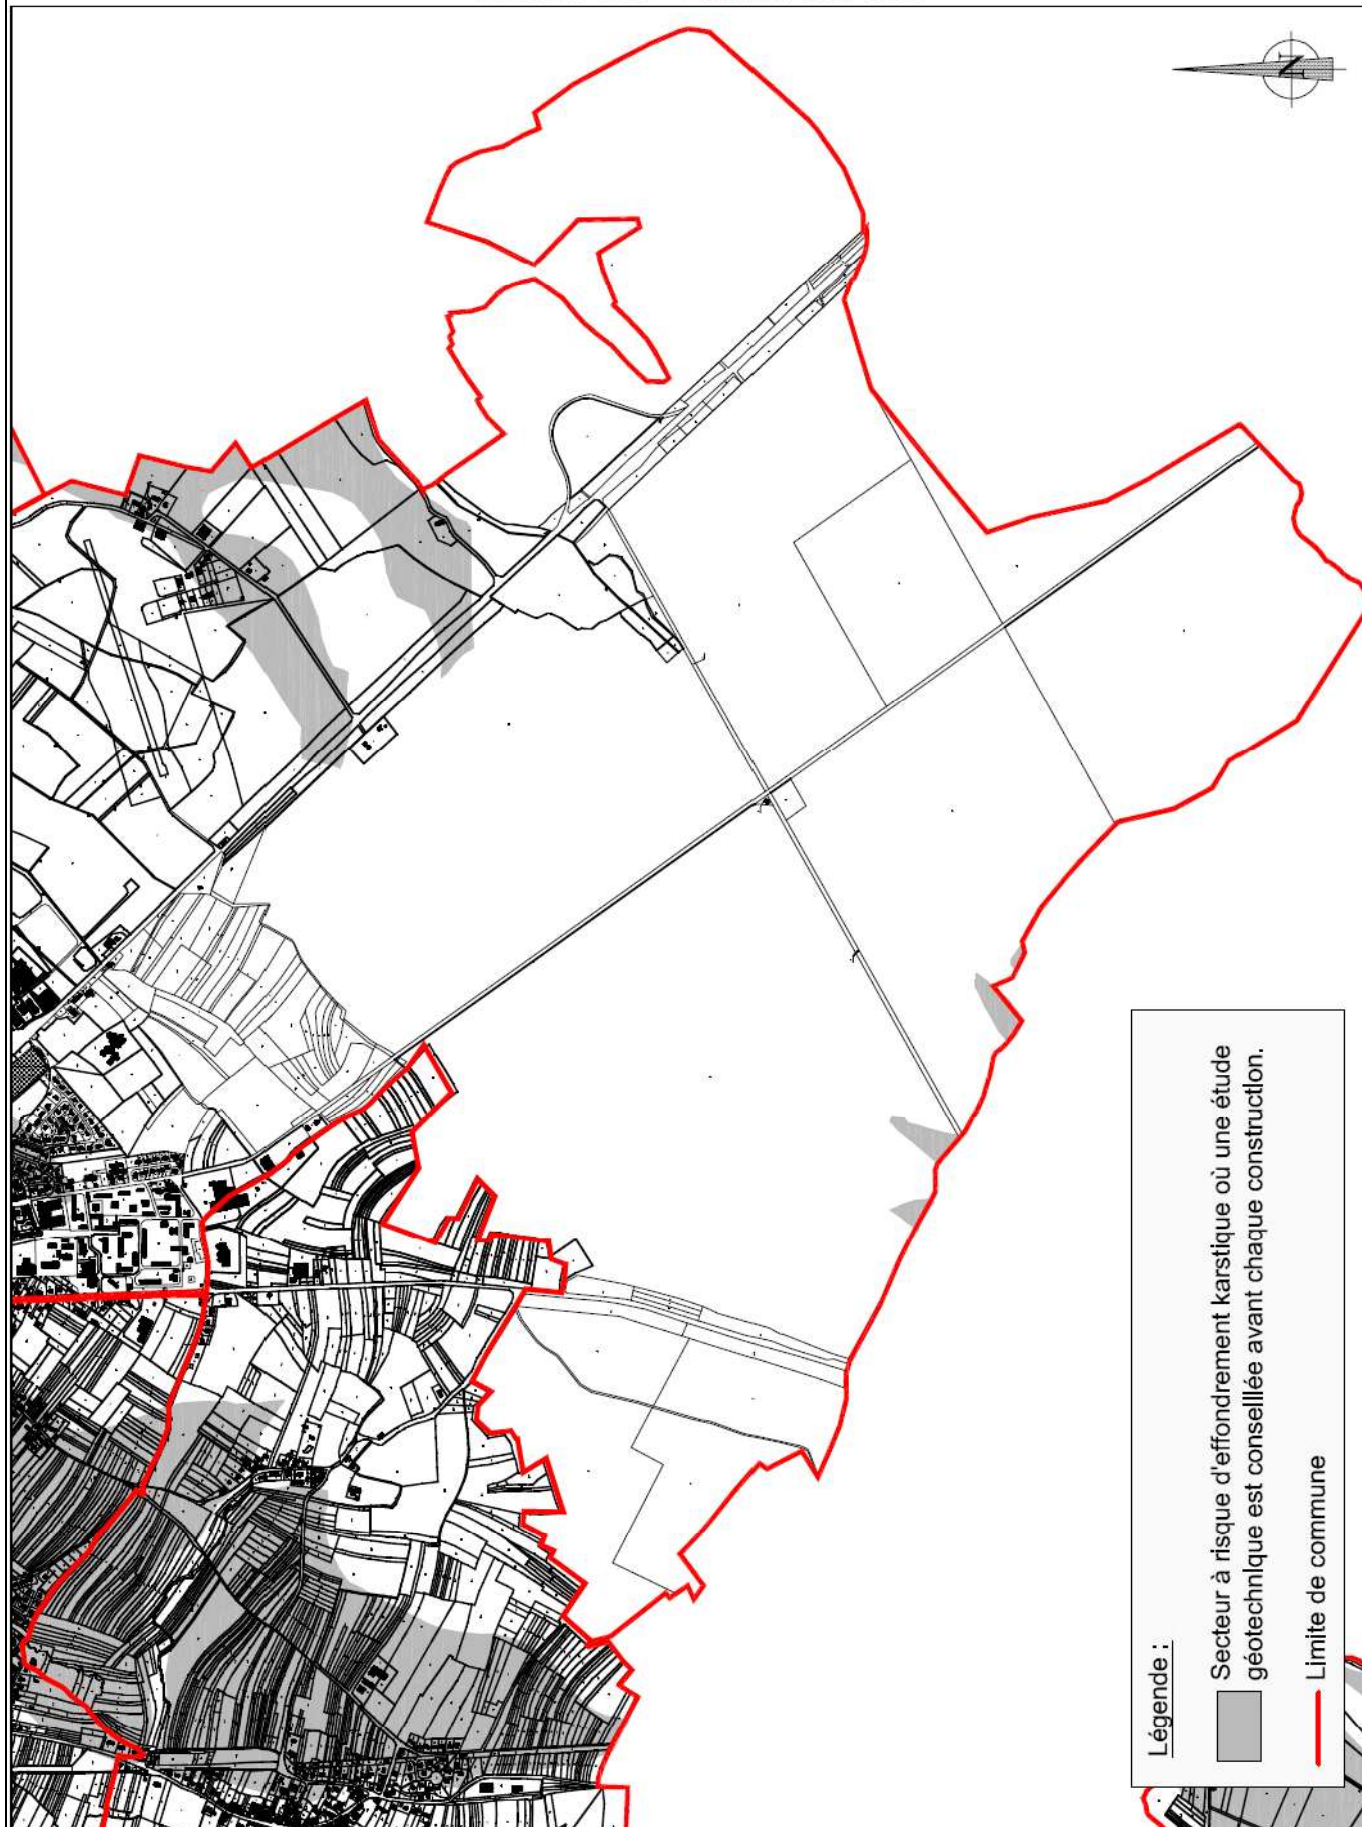 N
Légende :
Secteur à risque d'effondrement karstique où une étude
géotechnique est conseillée avant chaque construction.
Limite de commune